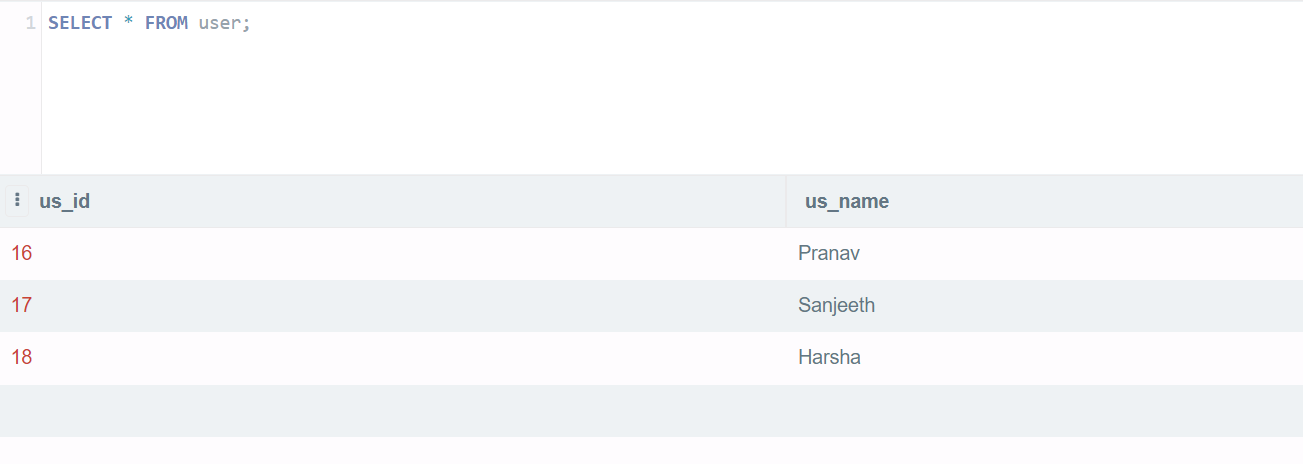 1 SELECT * FROM user;
us_id us_name
16 Pranav
17 Sanjeeth
18 Harsha